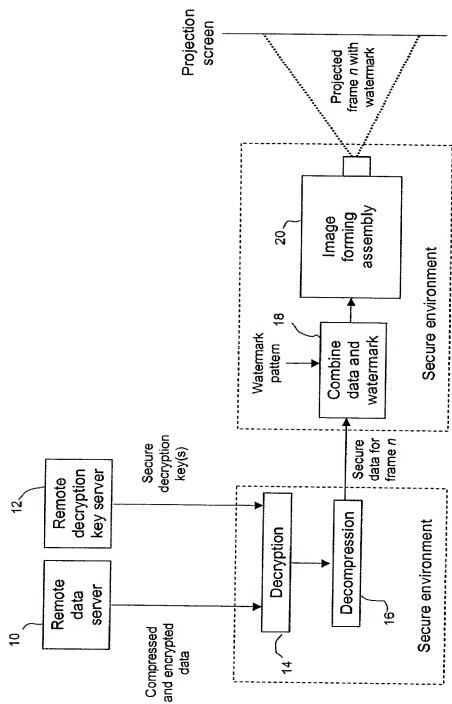 10
Remote
data
server
12
Remote
decryption
key server
Compressed
and encrypted
data
Secure
decryption
key(s)
14
Decryption
Decompression
16
Secure environment
Secure
data for
frame n
Watermark
pattern
18
Combine
data and
watermark
20
Image
forming
assembly
Secure environment
Projected
frame n with
watermark
Projection
screen